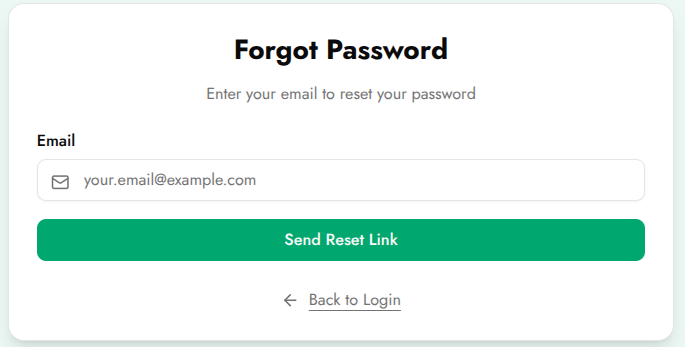 Forgot Password
Enter your email to reset your password
Email
your.email@example.com
Send Reset Link
Back to Login